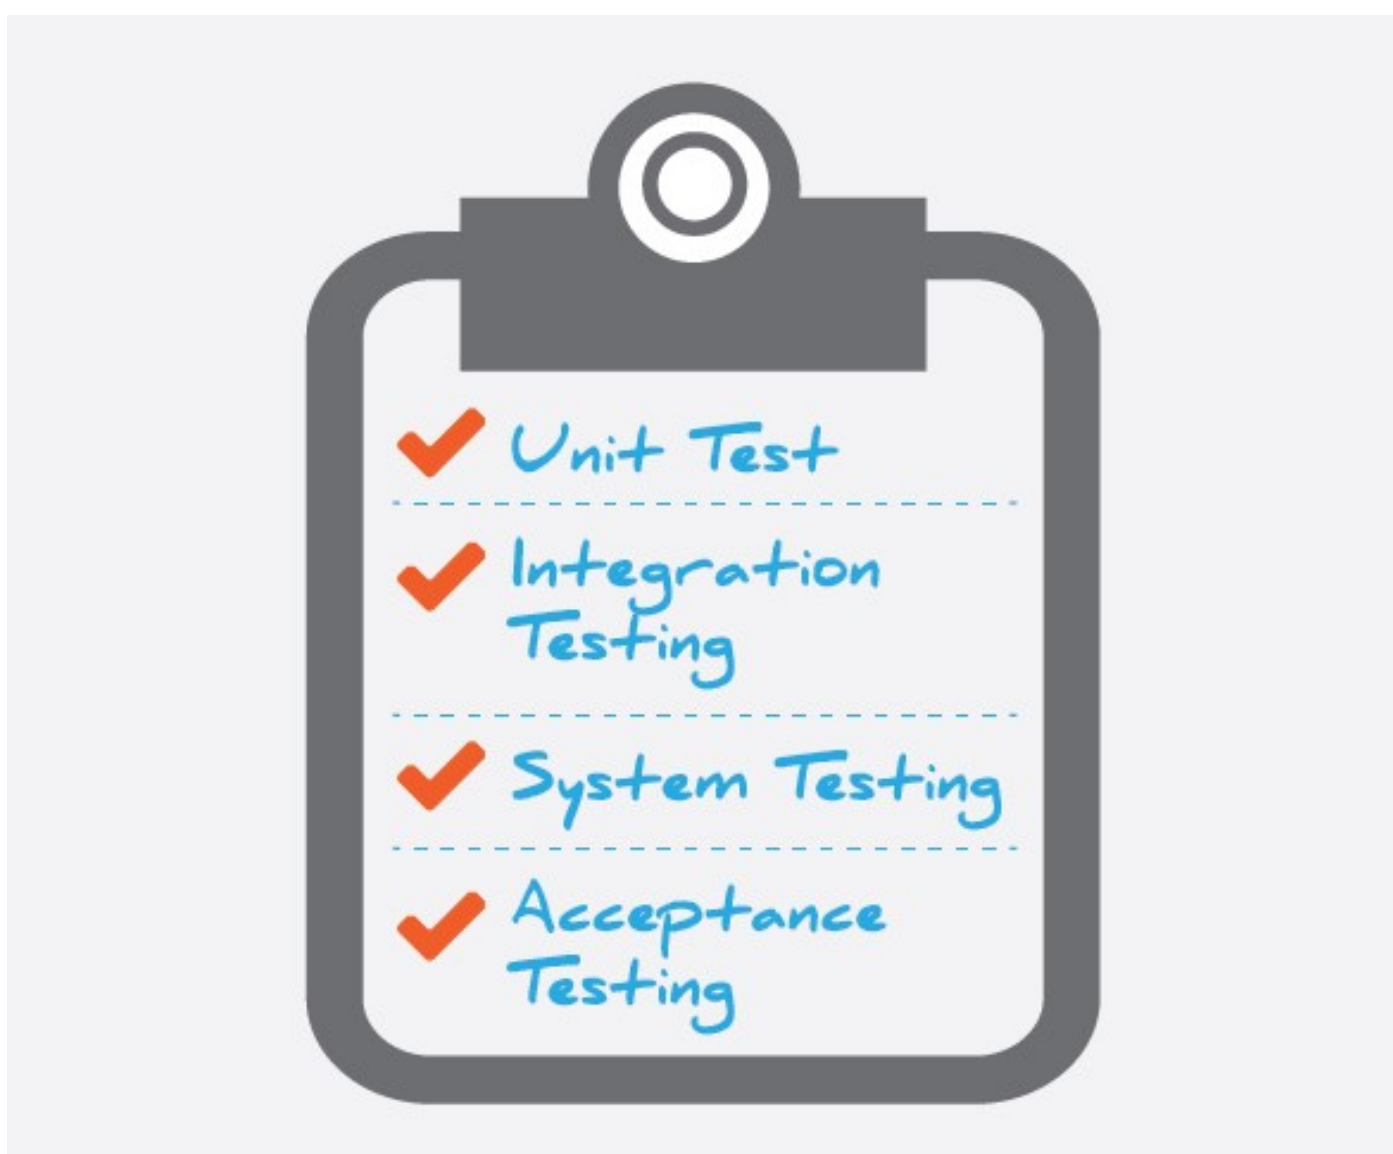 Unit Test
Integration
Testing
System Testing
Acceptance
Testing